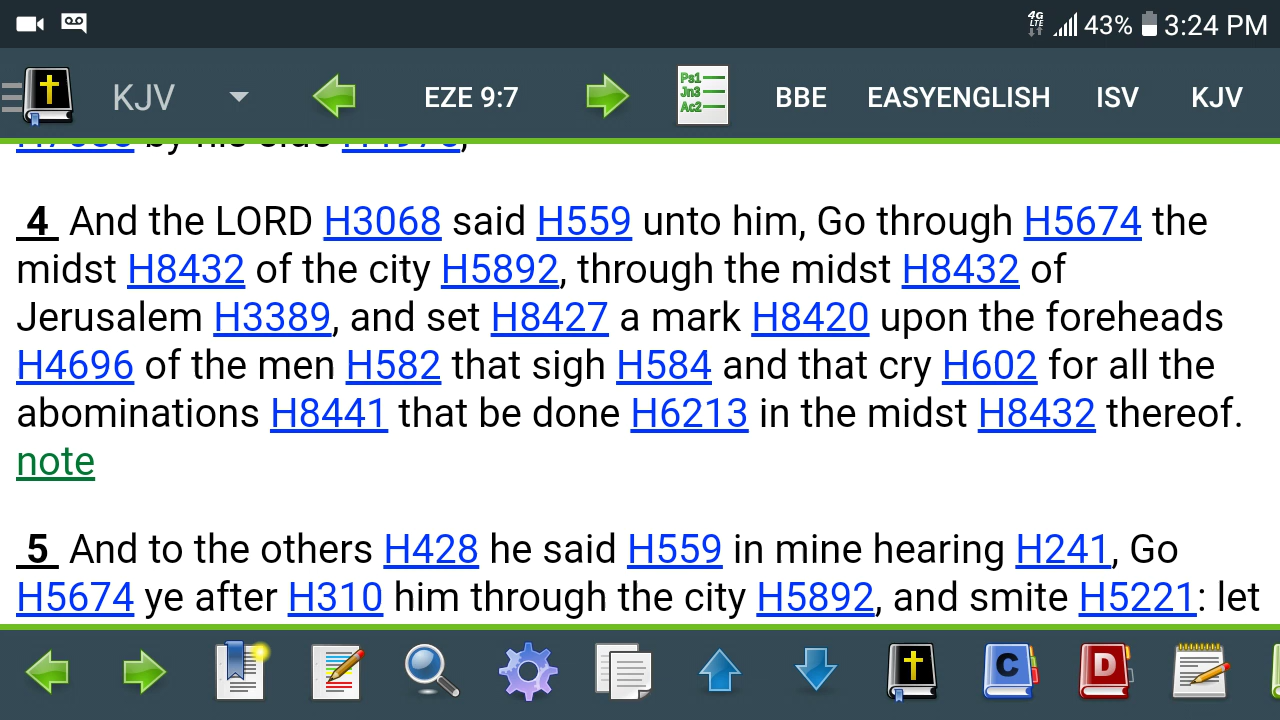 4G LTE 43% 3:24 PM
KJV EZE 9:7 Ps1 Jn3 Ac2 BBE EASYENGLISH ISV KJV
by his side
4 And the LORD H3068 said H559 unto him, Go through H5674 the
midst H8432 of the city H5892, through the midst H8432 of
Jerusalem H3389, and set H8427 a mark H8420 upon the foreheads
H4696 of the men H582 that sigh H584 and that cry H602 for all the
abominations H8441 that be done H6213 in the midst H8432 thereof.
note
5 And to the others H428 he said H559 in mine hearing H241, Go
H5674 ye after H310 him through the city H5892, and smite H5221: let
C D